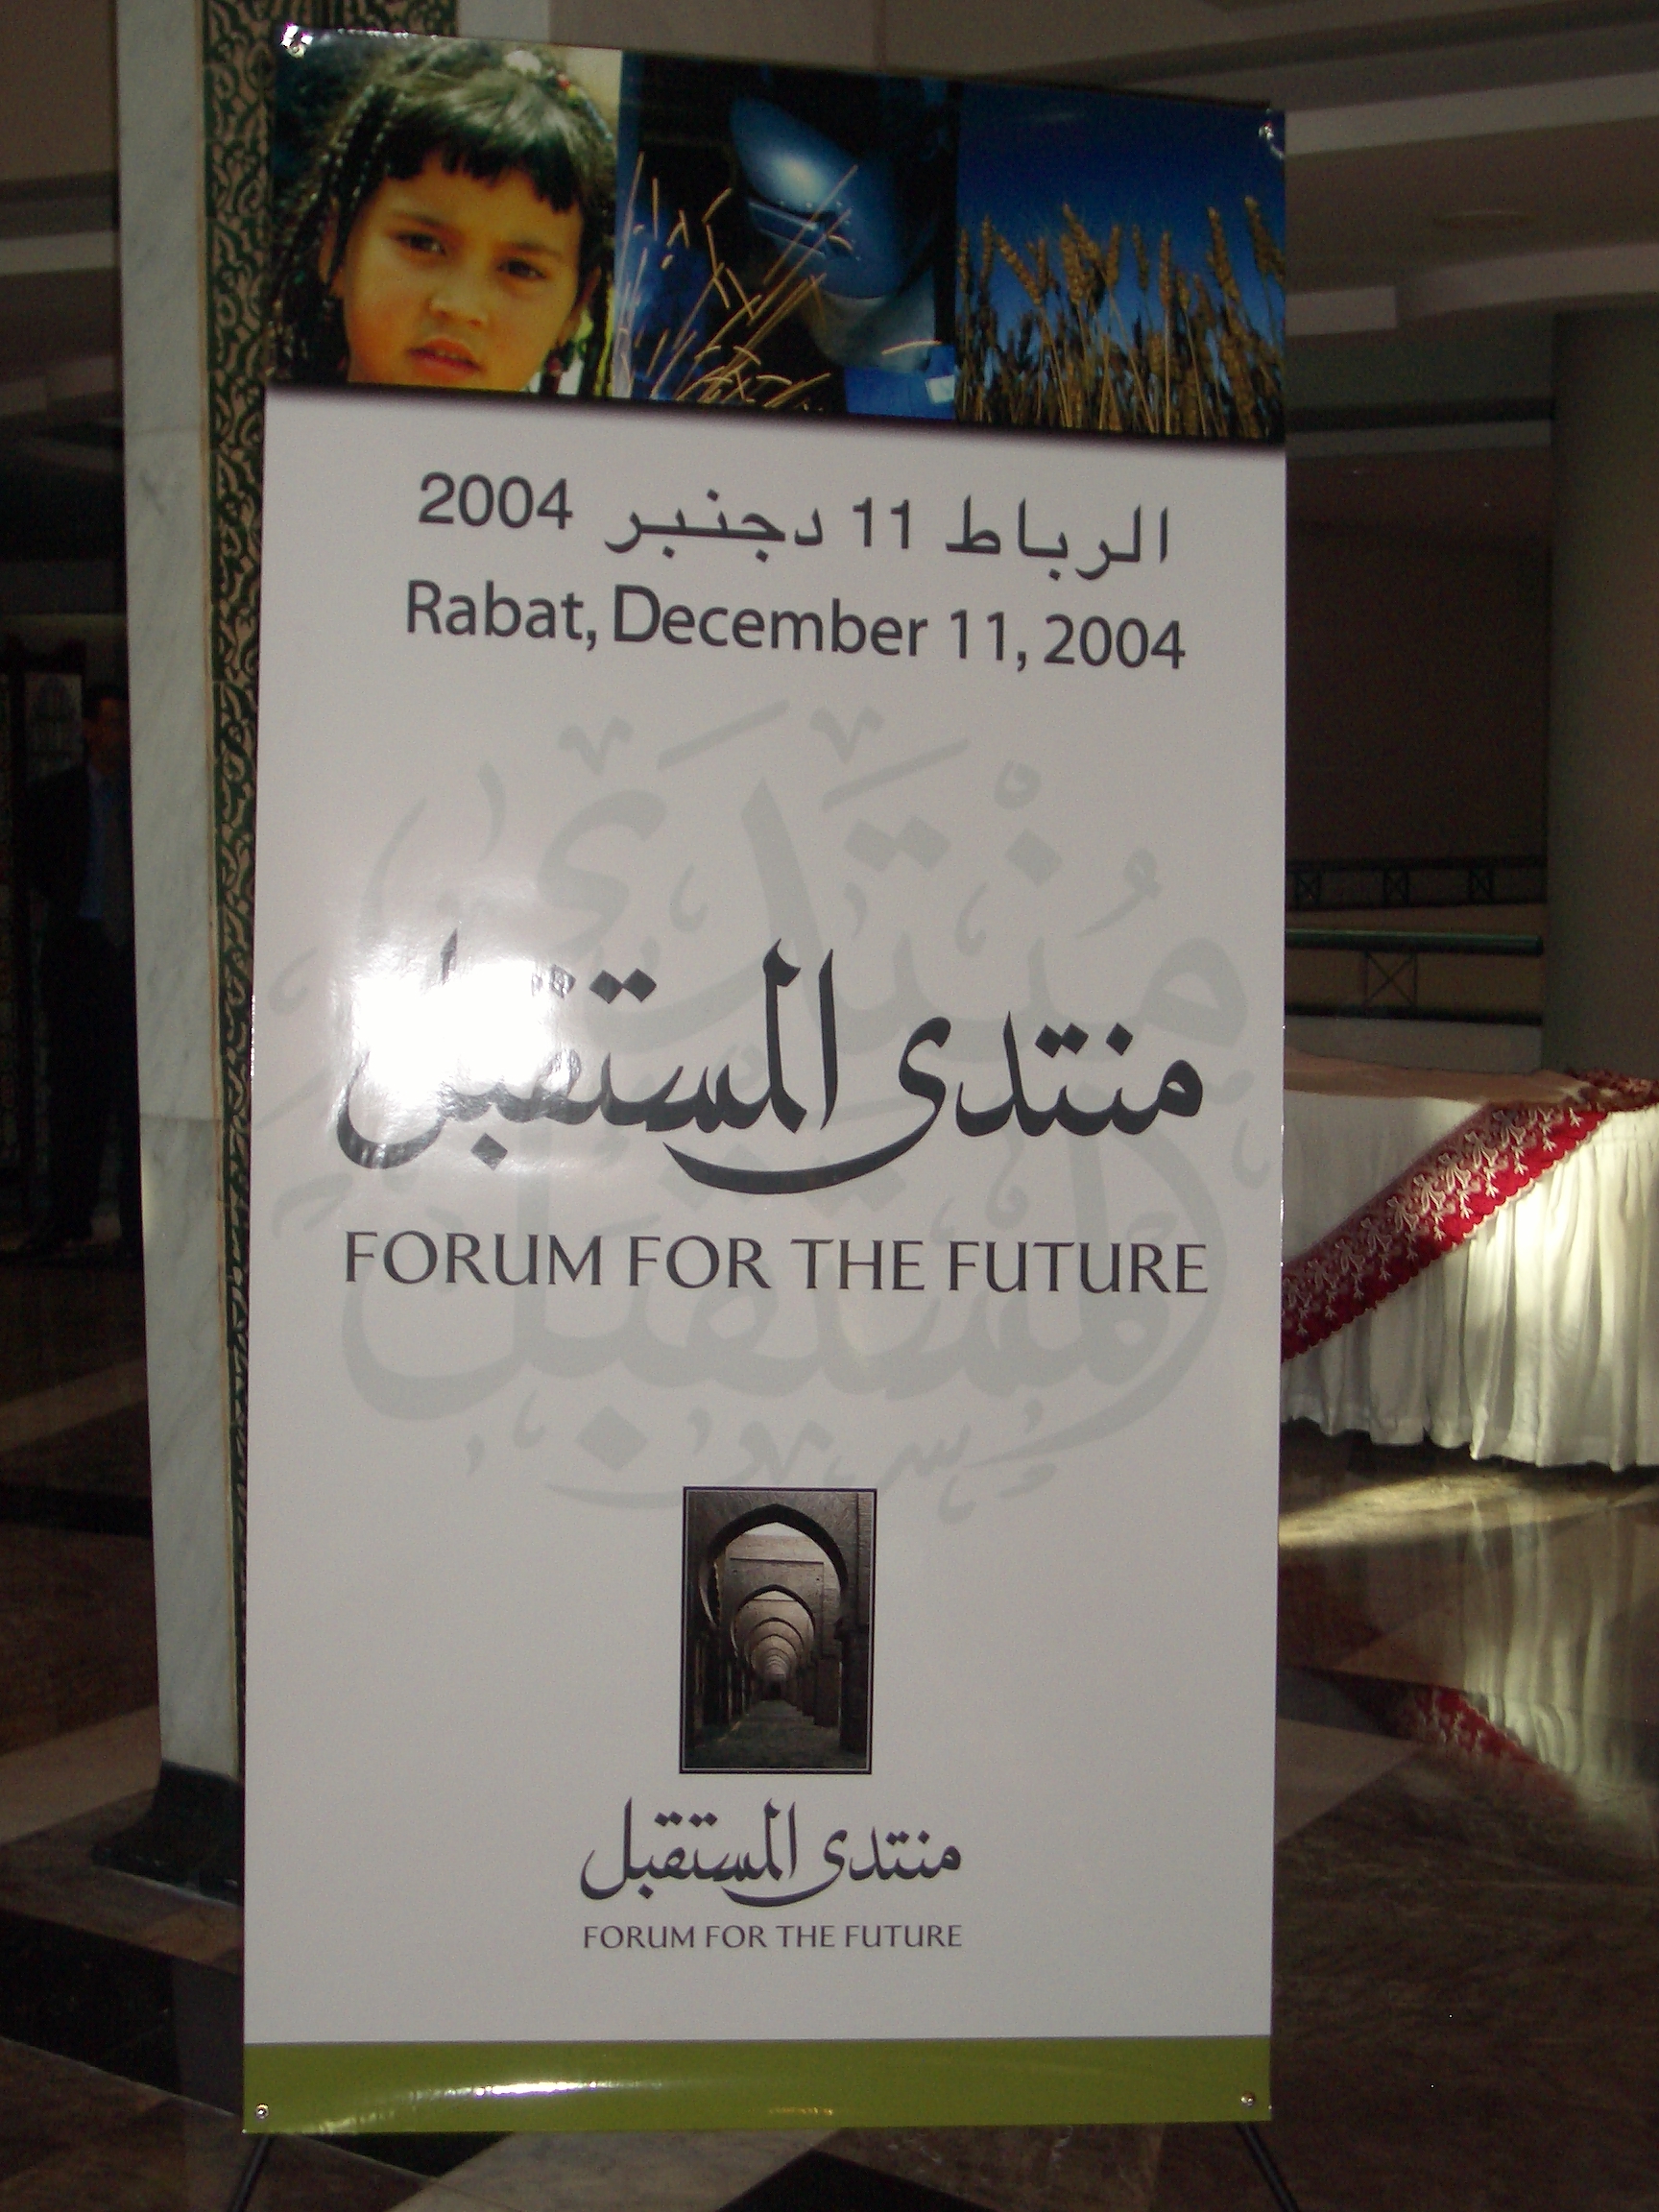 الرباط 11 دجنبر 2004
Rabat, December 11, 2004
مُنْتَدَى
منتدى المستقبل
FORUM FOR THE FUTURE
المستقبل
منتدى المستقبل
FORUM FOR THE FUTURE